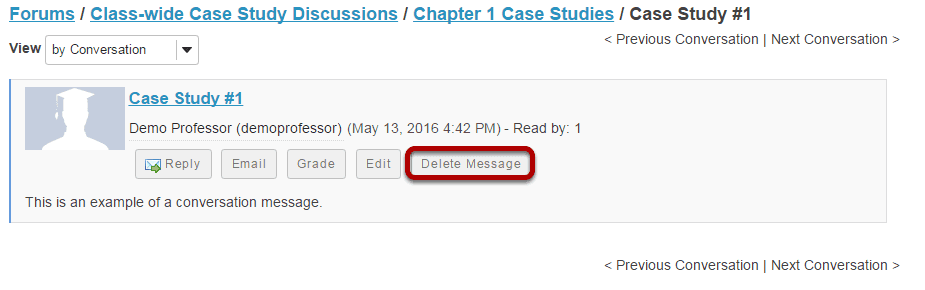 Forums / Class-wide Case Study Discussions / Chapter 1 Case Studies / Case Study #1
View by Conversation
< Previous Conversation | Next Conversation >
Case Study #1
Demo Professor (demoprofessor) (May 13, 2016 4:42 PM) - Read by: 1
Reply Email Grade Edit Delete Message
This is an example of a conversation message.
< Previous Conversation | Next Conversation >